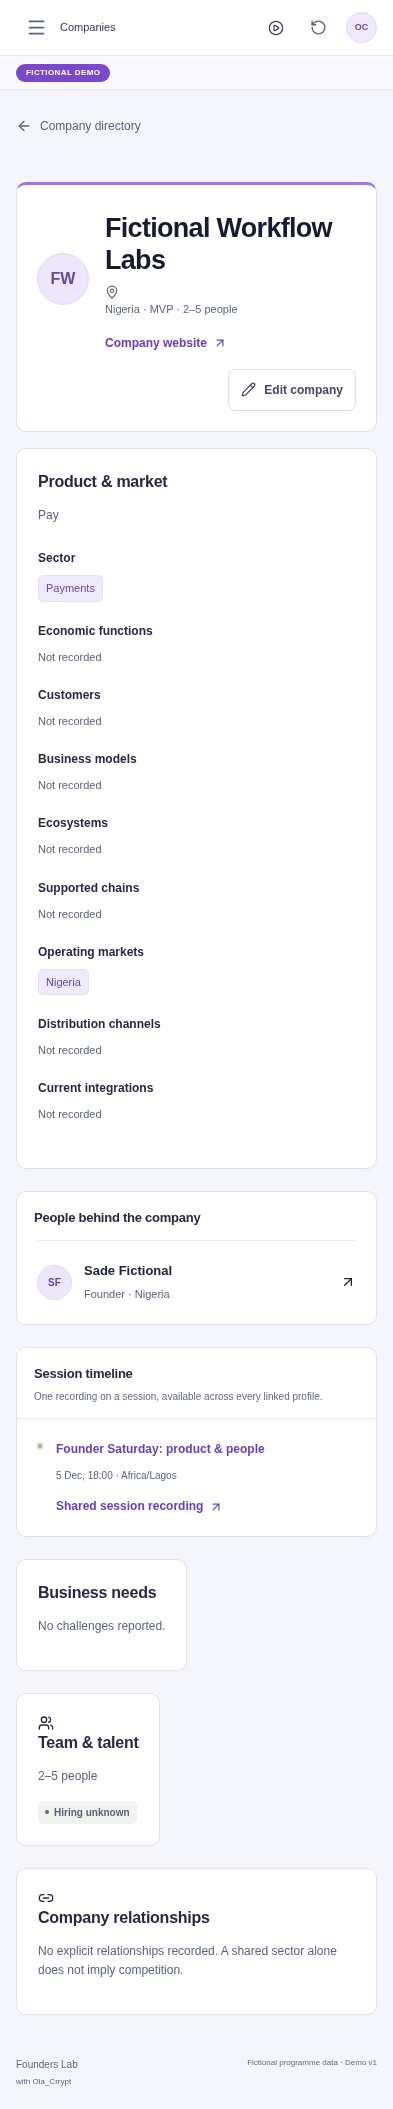 Companies
OC
FICTIONAL DEMO
Company directory
FW
Fictional Workflow
Labs
Nigeria · MVP · 2–5 people
Company website
Edit company
Product & market
Pay
Sector
Payments
Economic functions
Not recorded
Customers
Not recorded
Business models
Not recorded
Ecosystems
Not recorded
Supported chains
Not recorded
Operating markets
Nigeria
Distribution channels
Not recorded
Current integrations
Not recorded
People behind the company
SF
Sade Fictional
Founder · Nigeria
Session timeline
One recording on a session, available across every linked profile.
Founder Saturday: product & people
5 Dec, 18:00 · Africa/Lagos
Shared session recording
Business needs
No challenges reported.
Team & talent
2–5 people
Hiring unknown
Company relationships
No explicit relationships recorded. A shared sector alone
does not imply competition.
Founders Lab
with Ola_Crrypt
Fictional programme data · Demo v1